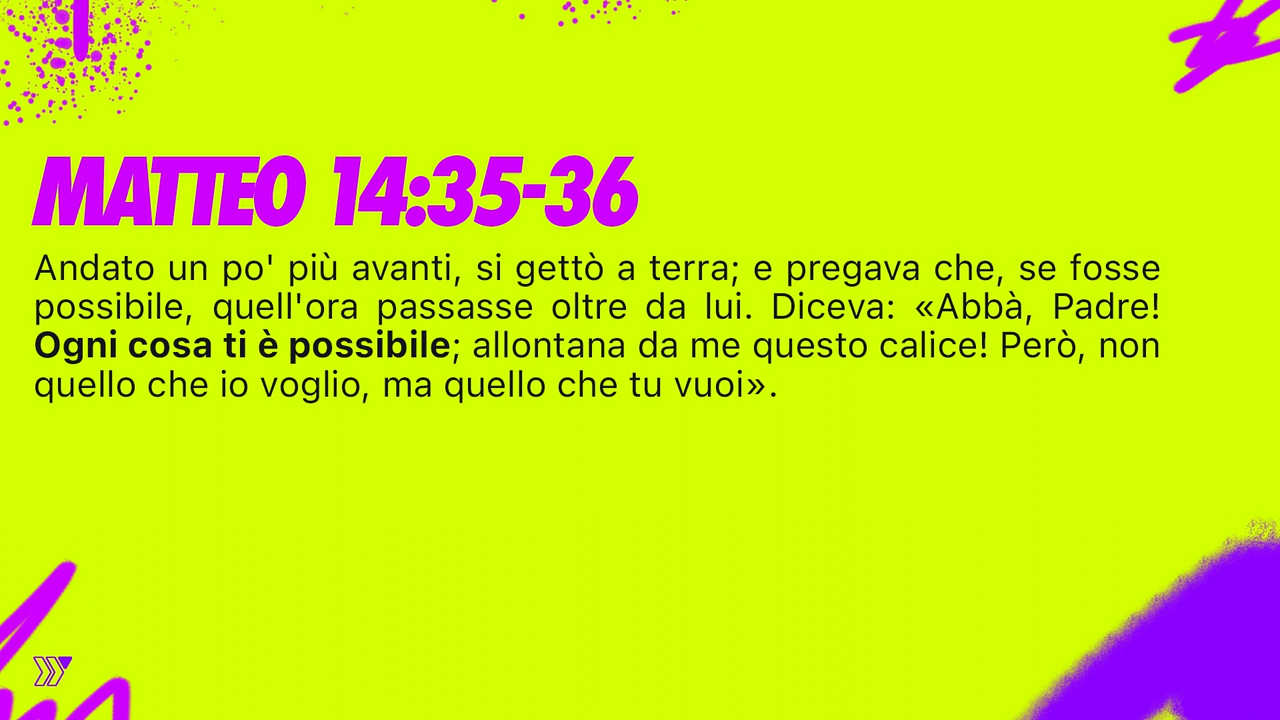 MATTEO 14:35-36
Andato un po' più avanti, si gettò a terra; e pregava che, se fosse
possibile, quell'ora passasse oltre da lui. Diceva: «Abbà, Padre!
Ogni cosa ti è possibile; allontana da me questo calice! Però, non
quello che io voglio, ma quello che tu vuoi».